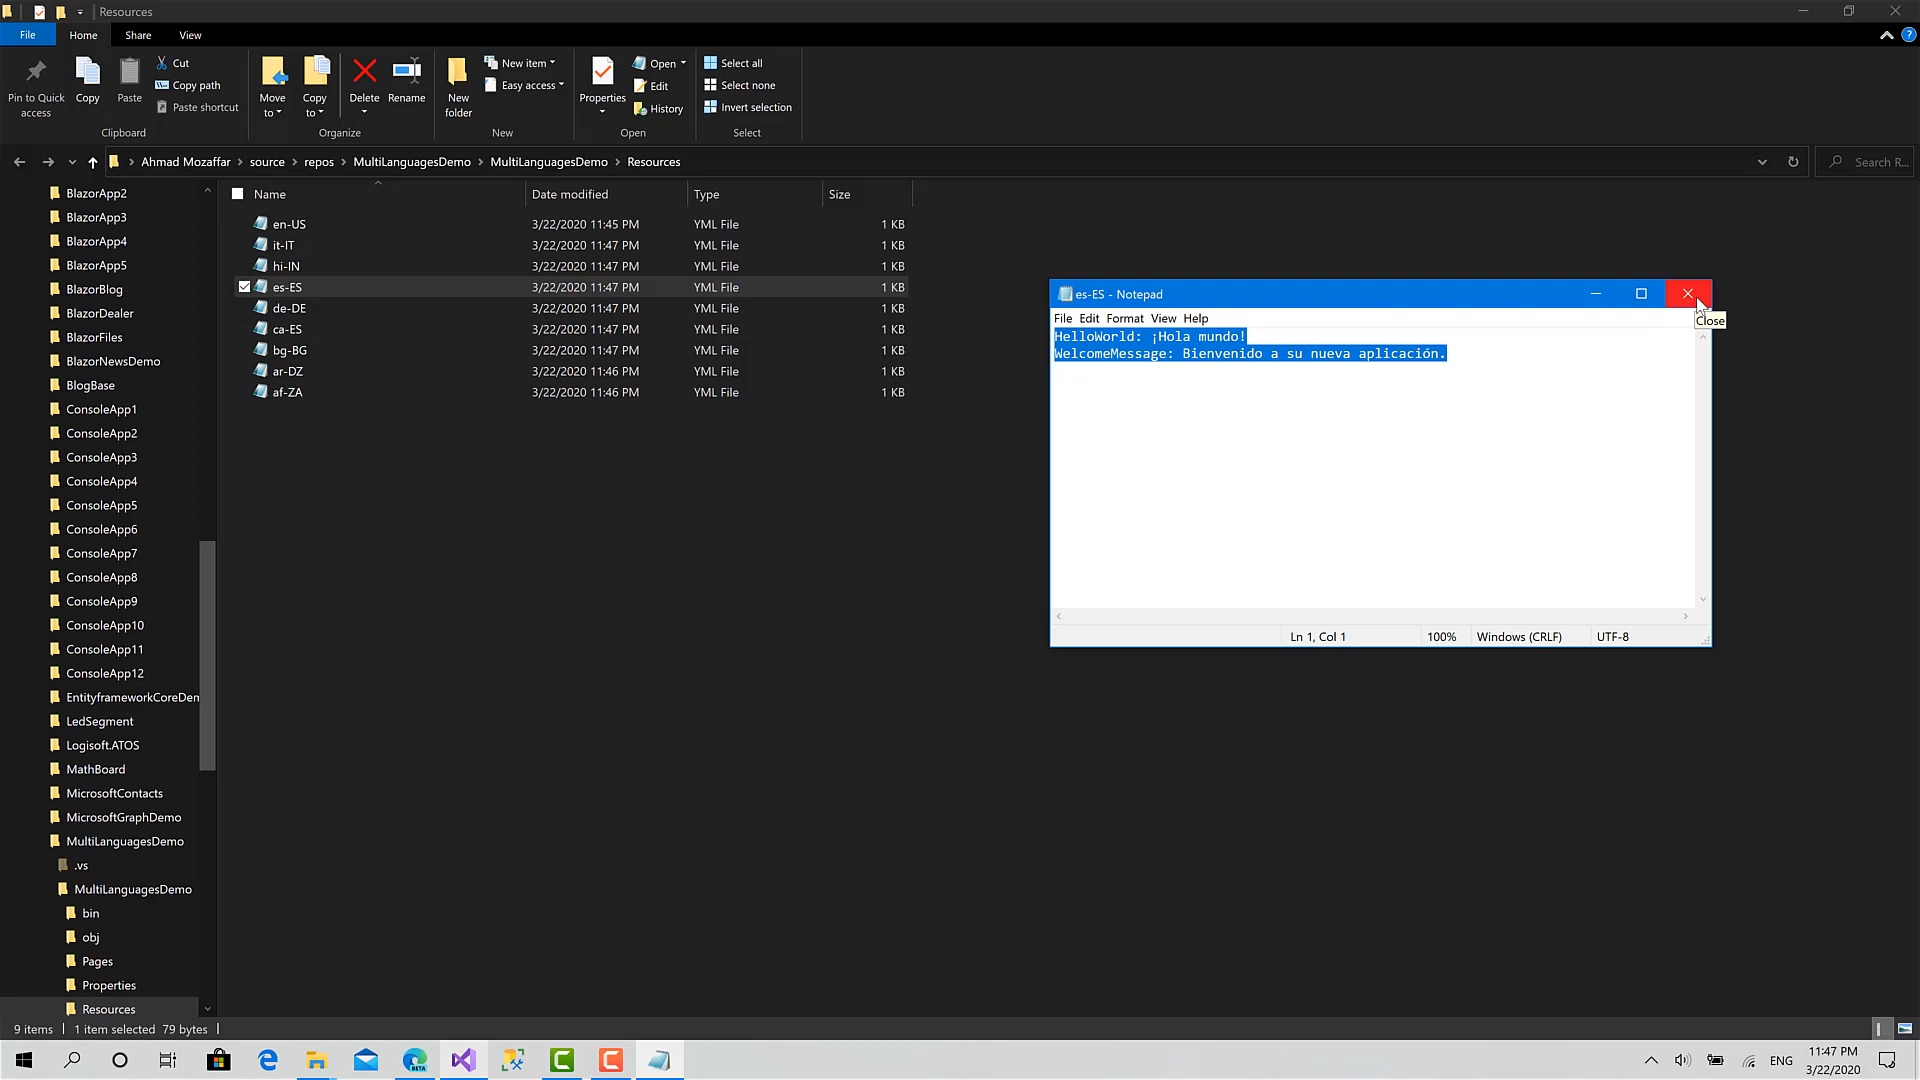 Resources
File Home Share View
Pin to Quick access
Copy
Paste
Cut
Copy path
Paste shortcut
Clipboard
Move to
Copy to
Delete
Rename
Organize
New folder
New item
Easy access
New
Properties
Open
Edit
History
Open
Select all
Select none
Invert selection
Select
Ahmad Mozaffar > source > repos > MultiLanguagesDemo > MultiLanguagesDemo > Resources
Search R...
BlazorApp2
BlazorApp3
BlazorApp4
BlazorApp5
BlazorBlog
BlazorDealer
BlazorFiles
BlazorNewsDemo
BlogBase
ConsoleApp1
ConsoleApp2
ConsoleApp3
ConsoleApp4
ConsoleApp5
ConsoleApp6
ConsoleApp7
ConsoleApp8
ConsoleApp9
ConsoleApp10
ConsoleApp11
ConsoleApp12
EntityframeworkCoreDen
LedSegment
Logisoft.ATOS
MathBoard
MicrosoftContacts
MicrosoftGraphDemo
MultiLanguagesDemo
.vs
MultiLanguagesDemo
bin
obj
Pages
Properties
Resources
Name Date modified Type Size
en-US 3/22/2020 11:45 PM YML File 1 KB
it-IT 3/22/2020 11:47 PM YML File 1 KB
hi-IN 3/22/2020 11:47 PM YML File 1 KB
es-ES 3/22/2020 11:47 PM YML File 1 KB
de-DE 3/22/2020 11:47 PM YML File 1 KB
ca-ES 3/22/2020 11:47 PM YML File 1 KB
bg-BG 3/22/2020 11:47 PM YML File 1 KB
ar-DZ 3/22/2020 11:46 PM YML File 1 KB
af-ZA 3/22/2020 11:46 PM YML File 1 KB
es-ES - Notepad
Close
File Edit Format View Help
HelloWorld: ¡Hola mundo!
WelcomeMessage: Bienvenido a su nueva aplicación.
Ln 1, Col 1 100% Windows (CRLF) UTF-8
9 items 1 item selected 79 bytes
BETA
ENG
11:47 PM
3/22/2020